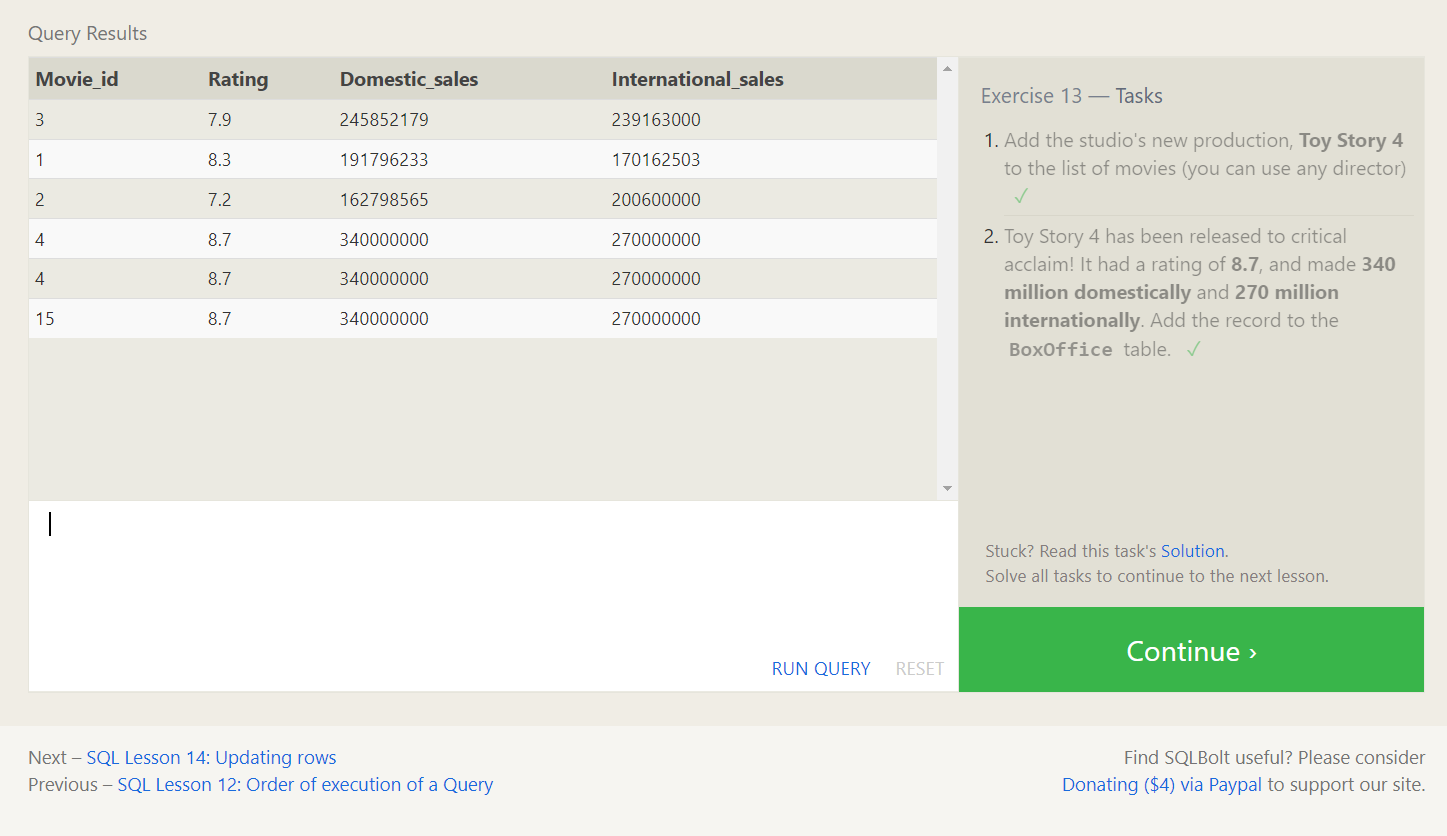 Query Results
Movie_id Rating Domestic_sales International_sales
3 7.9 245852179 239163000
1 8.3 191796233 170162503
2 7.2 162798565 200600000
4 8.7 340000000 270000000
4 8.7 340000000 270000000
15 8.7 340000000 270000000
RUN QUERY RESET
Exercise 13 — Tasks
1. Add the studio's new production, Toy Story 4
to the list of movies (you can use any director)
✓
2. Toy Story 4 has been released to critical
acclaim! It had a rating of 8.7, and made 340
million domestically and 270 million
internationally. Add the record to the
BoxOffice table. ✓
Stuck? Read this task's Solution.
Solve all tasks to continue to the next lesson.
Continue ›
Next – SQL Lesson 14: Updating rows
Previous – SQL Lesson 12: Order of execution of a Query
Find SQLBolt useful? Please consider
Donating ($4) via Paypal to support our site.